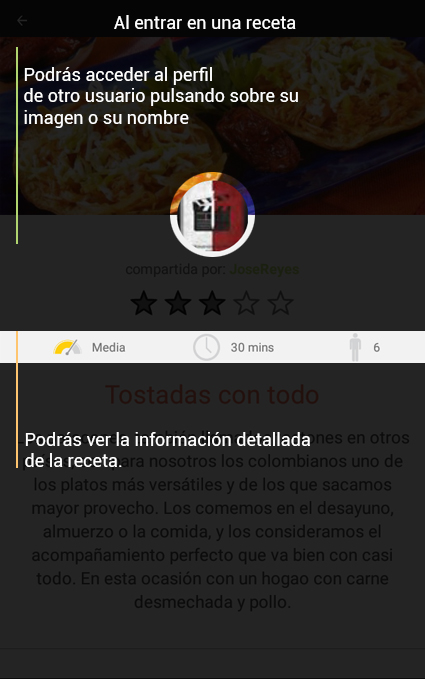 Al entrar en una receta
Podrás acceder al perfil
de otro usuario pulsando sobre su
imagen o su nombre
compartida por: JoseReyes
Media 30 mins 6
Tostadas con todo
Podrás ver la información detallada
de la receta.
ones en otros
para nosotros los colombianos uno de
los platos más versátiles y de los que sacamos
mayor provecho. Los comemos en el desayuno,
almuerzo o la comida, y los consideramos el
acompañamiento perfecto que va bien con casi
todo. En esta ocasión con un hogao con carne
desmechada y pollo.